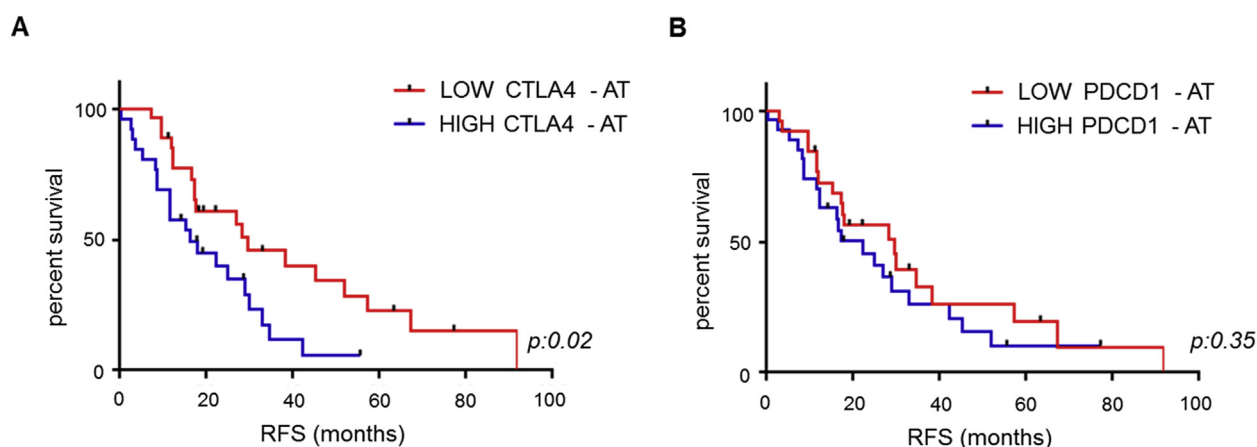 A
LOW CTLA4 - AT
HIGH CTLA4 - AT
percent survival
100
50
0
0 20 40 60 80 100
RFS (months)
p:0.02
B
LOW PDCD1 - AT
HIGH PDCD1 - AT
percent survival
100
50
0
0 20 40 60 80 100
RFS (months)
p:0.35